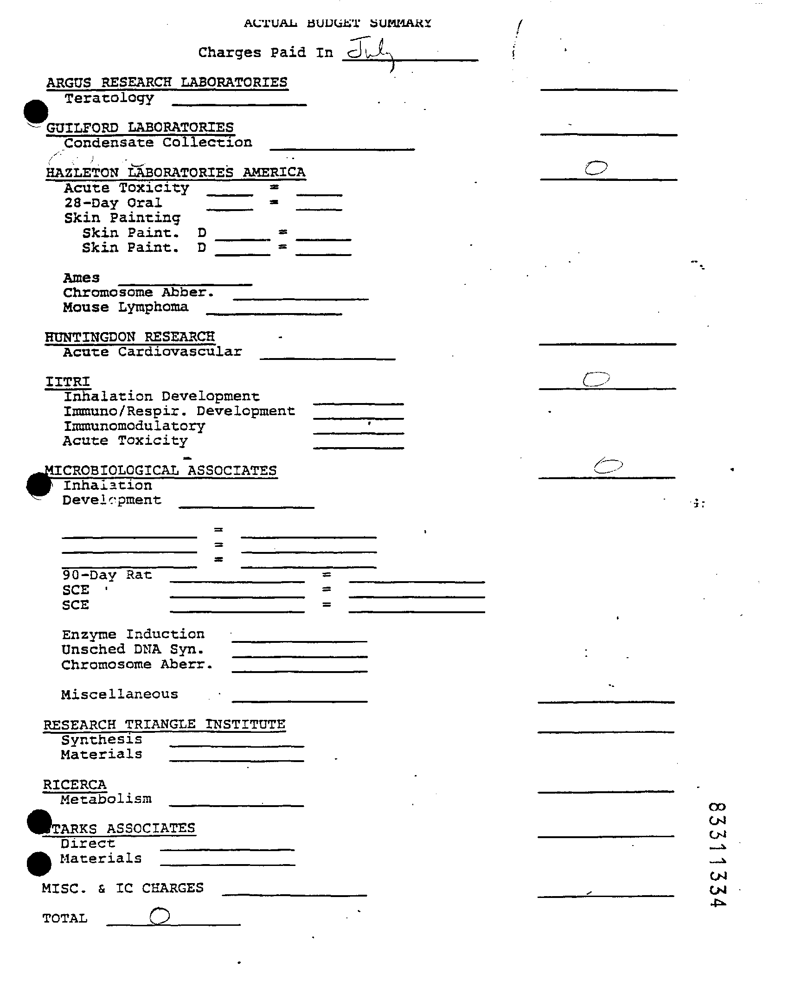 ACTUAL BUDGET SUMMARY
Charges Paid In July
ARGUS RESEARCH LABORATORIES
Teratology
GUILFORD LABORATORIES
Condensate Collection
HAZLETON LABORATORIES AMERICA 0
Acute Toxicity =
28-Day Oral =
Skin Painting
Skin Paint. D =
Skin Paint. D =
Ames
Chromosome Abber.
Mouse Lymphoma
HUNTINGDON RESEARCH
Acute Cardiovascular
IITRI 0
Inhalation Development
Immuno/Respir. Development
Immunomodulatory
Acute Toxicity
MICROBIOLOGICAL ASSOCIATES 0
Inhalation
Development
=
=
=
90-Day Rat =
SCE =
SCE =
Enzyme Induction
Unsched DNA Syn.
Chromosome Aberr.
Miscellaneous
RESEARCH TRIANGLE INSTITUTE
Synthesis
Materials
RICERCA
Metabolism
STARKS ASSOCIATES
Direct
Materials
MISC. & IC CHARGES
TOTAL 0
83311334